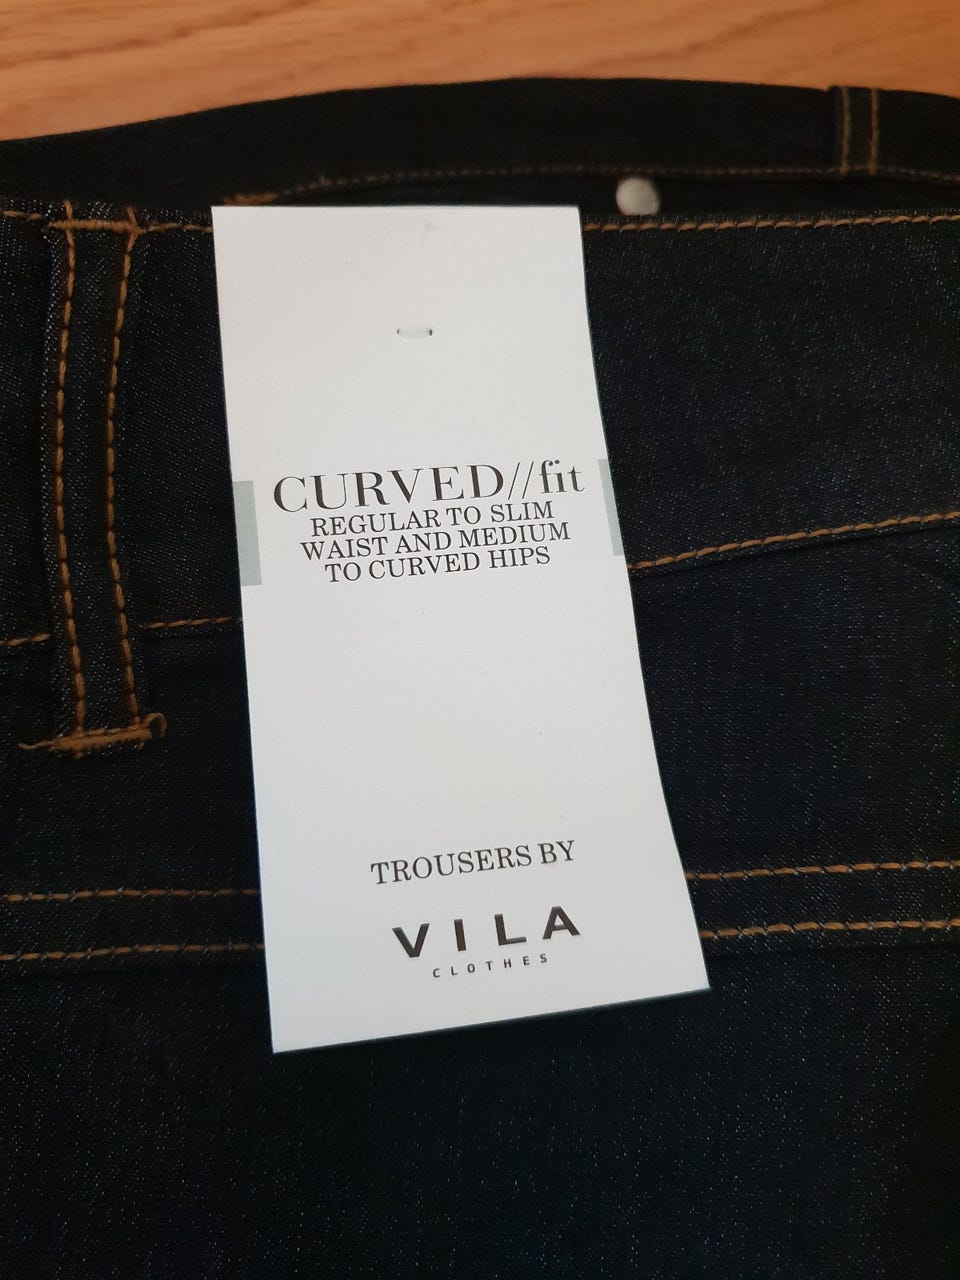 CURVED//fit
REGULAR TO SLIM
WAIST AND MEDIUM
TO CURVED HIPS
TROUSERS BY
VILA
CLOTHES